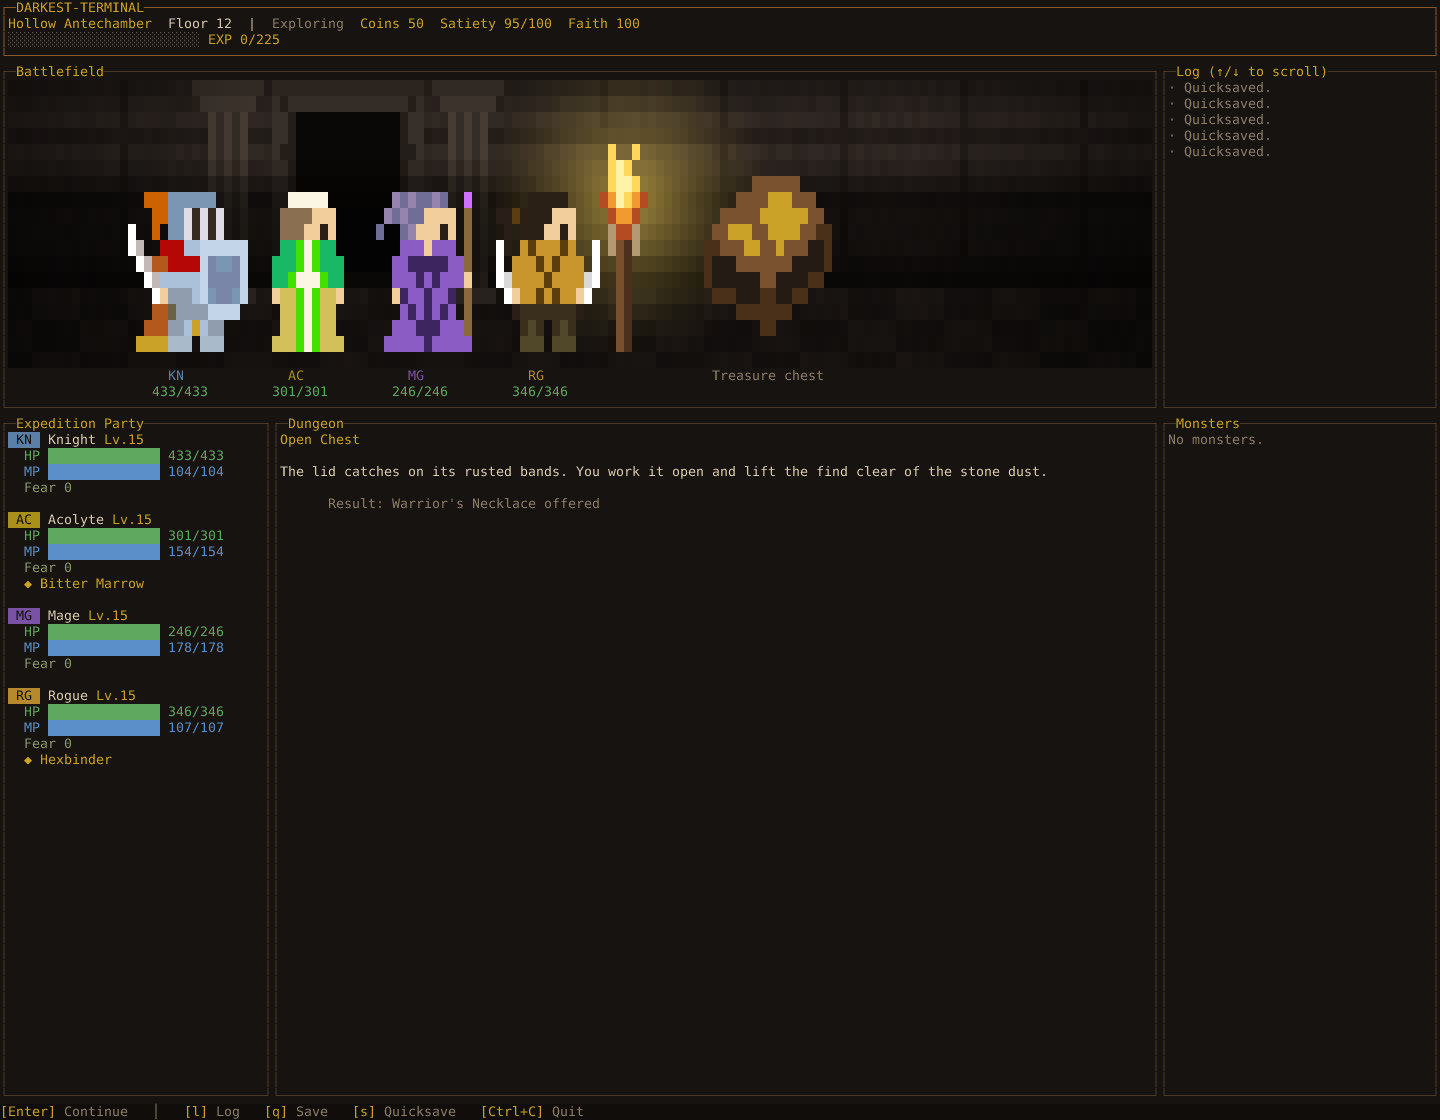 DARKEST-TERMINAL
Hollow Antechamber  Floor 12  |  Exploring  Coins 50  Satiety 95/100  Faith 100
EXP 0/225
Battlefield
KN AC MG RG Treasure chest
433/433 301/301 246/246 346/346
Log (↑/↓ to scroll)
· Quicksaved.
· Quicksaved.
· Quicksaved.
· Quicksaved.
· Quicksaved.
Expedition Party
KN Knight Lv.15
HP 433/433
MP 104/104
Fear 0
AC Acolyte Lv.15
HP 301/301
MP 154/154
Fear 0
◆ Bitter Marrow
MG Mage Lv.15
HP 246/246
MP 178/178
Fear 0
RG Rogue Lv.15
HP 346/346
MP 107/107
Fear 0
◆ Hexbinder
Dungeon
Open Chest
The lid catches on its rusted bands. You work it open and lift the find clear of the stone dust.
Result: Warrior's Necklace offered
Monsters
No monsters.
[Enter] Continue | [l] Log [q] Save [s] Quicksave [Ctrl+C] Quit